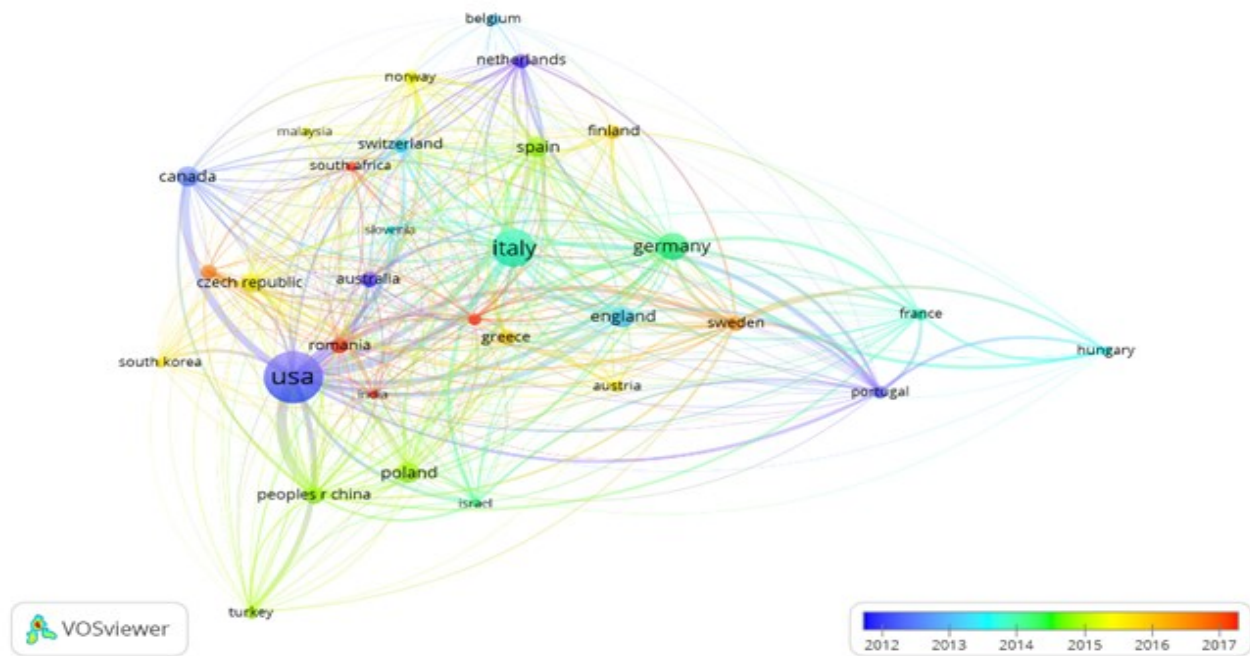 belgium
netherlands
norway
malaysia
finland
switzerland
spain
south africa
canada
slovenia
italy
germany
czech republic
australia
france
england
sweden
romania
greece
hungary
south korea
usa
austria
india
portugal
poland
peoples r china
israel
turkey
VOSviewer
2012 2013 2014 2015 2016 2017